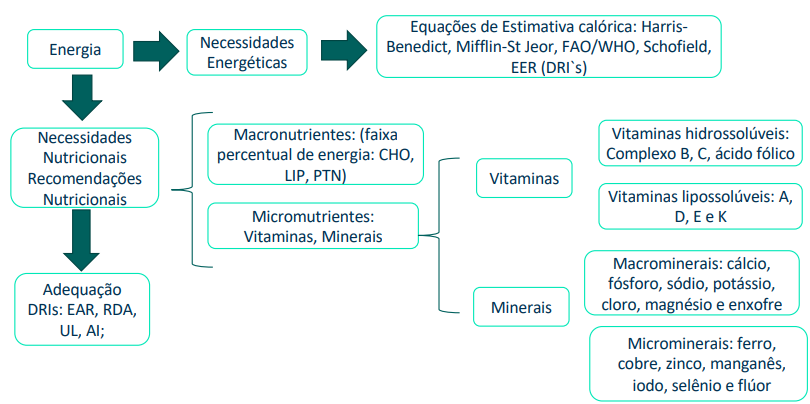 Energia
Necessidades
Energéticas
Equações de Estimativa calórica: Harris-
Benedict, Mifflin-St Jeor, FAO/WHO, Schofield,
EER (DRI`s)
Necessidades
Nutricionais
Recomendações
Nutricionais
Macronutrientes: (faixa
percentual de energia: CHO,
LIP, PTN)
Micromutrientes:
Vitaminas, Minerais
Vitaminas
Vitaminas hidrossolúveis:
Complexo B, C, ácido fólico
Vitaminas lipossolúveis: A,
D, E e K
Minerais
Macrominerais: cálcio,
fósforo, sódio, potássio,
cloro, magnésio e enxofre
Microminerais: ferro,
cobre, zinco, manganês,
iodo, selênio e flúor
Adequação
DRIs: EAR, RDA,
UL, AI;